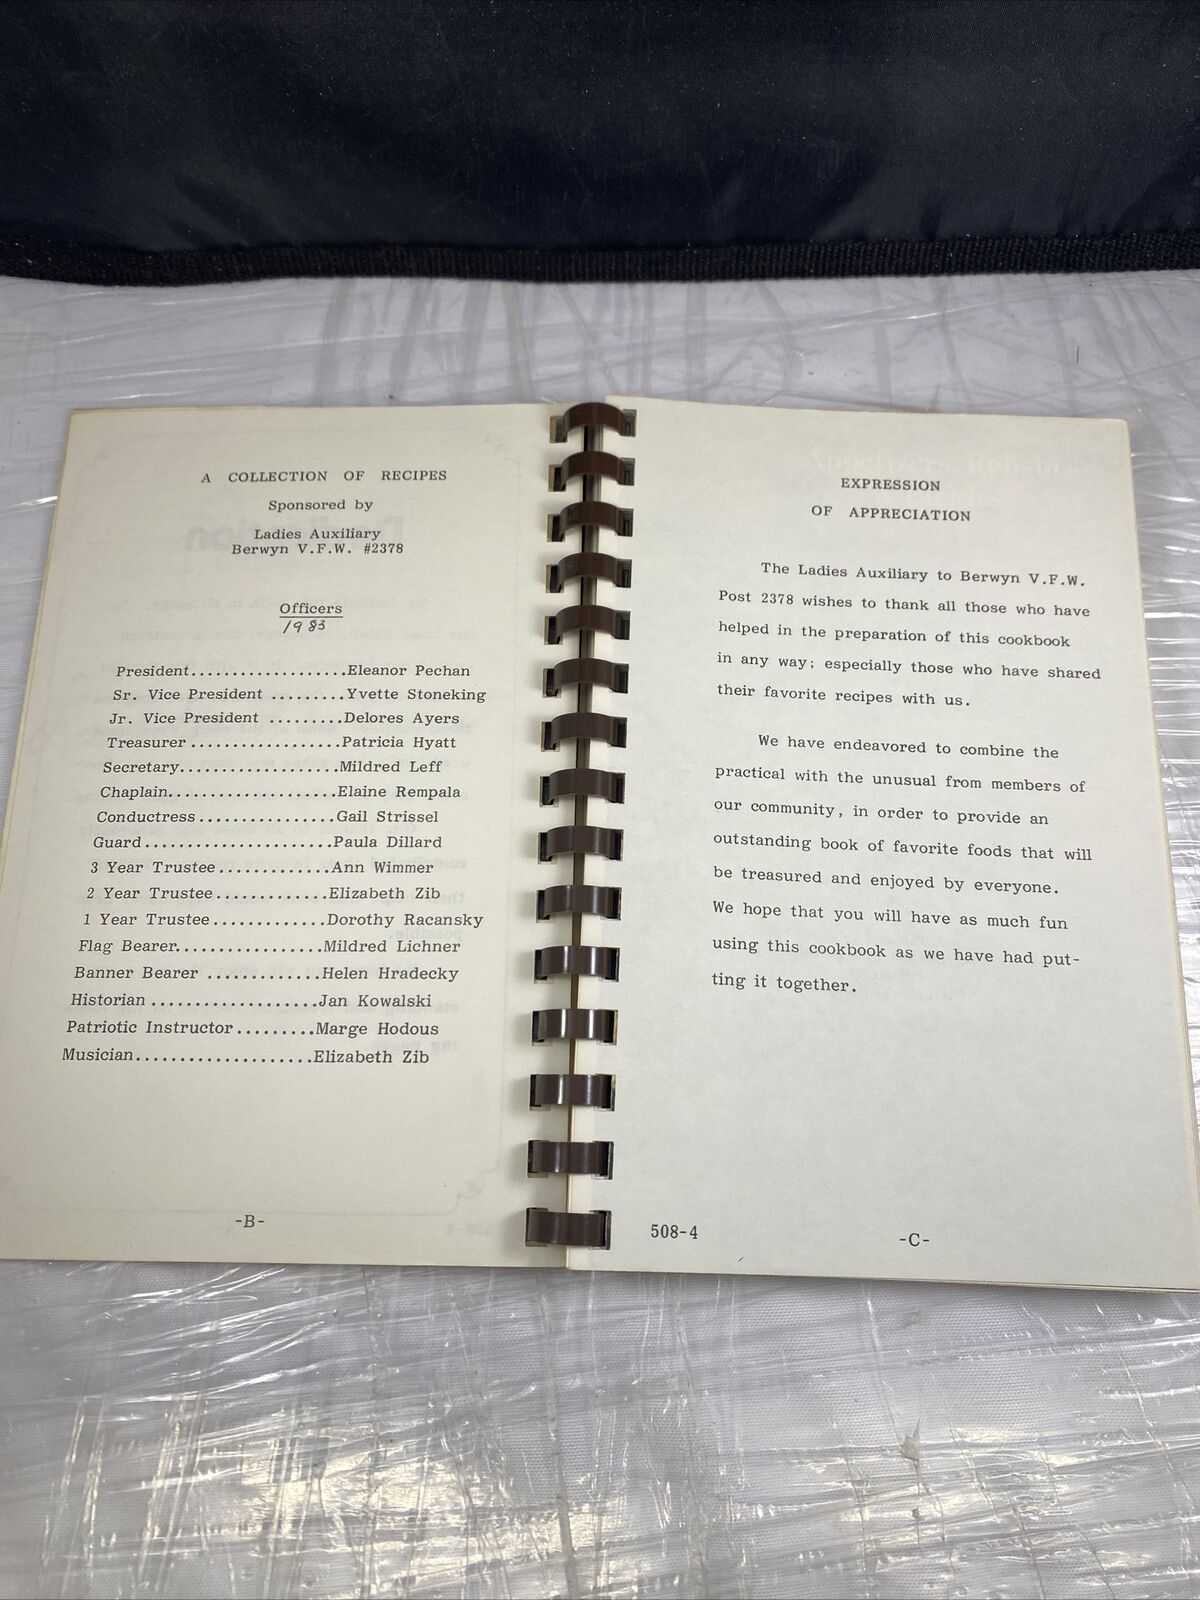 A COLLECTION OF RECIPES
Sponsored by
Ladies Auxiliary
Berwyn V.F.W. #2378
Officers
1983
President...................Eleanor Pechan
Sr. Vice President .........Yvette Stoneking
Jr. Vice President .........Delores Ayers
Treasurer ..................Patricia Hyatt
Secretary...................Mildred Leff
Chaplain....................Elaine Rempala
Conductress.................Gail Strissel
Guard.......................Paula Dillard
3 Year Trustee.............Ann Wimmer
2 Year Trustee.............Elizabeth Zib
1 Year Trustee.............Dorothy Racansky
Flag Bearer.................Mildred Lichner
Banner Bearer .............Helen Hradecky
Historian ...................Jan Kowalski
Patriotic Instructor.........Marge Hodous
Musician....................Elizabeth Zib
-B-
EXPRESSION
OF APPRECIATION
The Ladies Auxiliary to Berwyn V.F.W.
Post 2378 wishes to thank all those who have
helped in the preparation of this cookbook
in any way; especially those who have shared
their favorite recipes with us.
We have endeavored to combine the
practical with the unusual from members of
our community, in order to provide an
outstanding book of favorite foods that will
be treasured and enjoyed by everyone.
We hope that you will have as much fun
using this cookbook as we have had put-
ting it together.
508-4
-C-